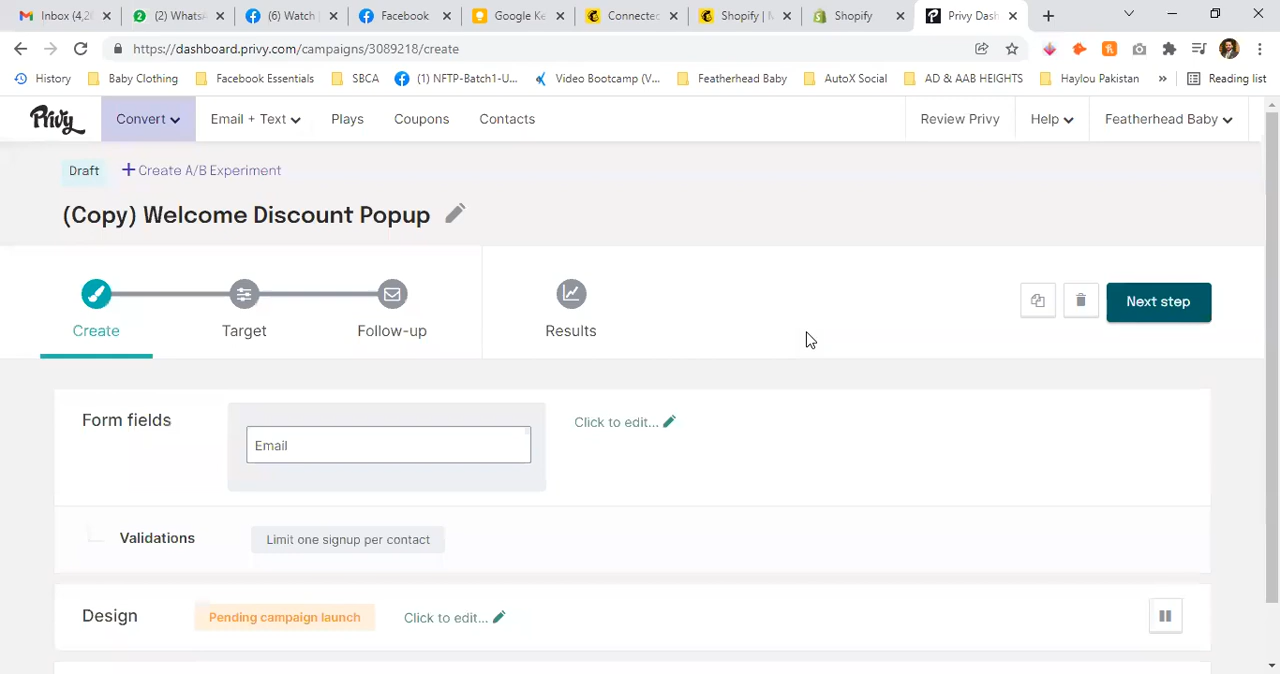 Inbox (4,2
(2) Whats
(6) Watch
Facebook
Google Ke
Connected
Shopify | M
Shopify
Privy Dash
https://dashboard.privy.com/campaigns/3089218/create
History
Baby Clothing
Facebook Essentials
SBCA
(1) NFTP-Batch1-U...
Video Bootcamp (V...
Featherhead Baby
AutoX Social
AD & AAB HEIGHTS
Haylou Pakistan
»
Reading list
Privy
Convert
Email + Text
Plays
Coupons
Contacts
Review Privy
Help
Featherhead Baby
Draft
+ Create A/B Experiment
(Copy) Welcome Discount Popup
Create
Target
Follow-up
Results
Next step
Form fields
Email
Click to edit...
Validations
Limit one signup per contact
Design
Pending campaign launch
Click to edit...